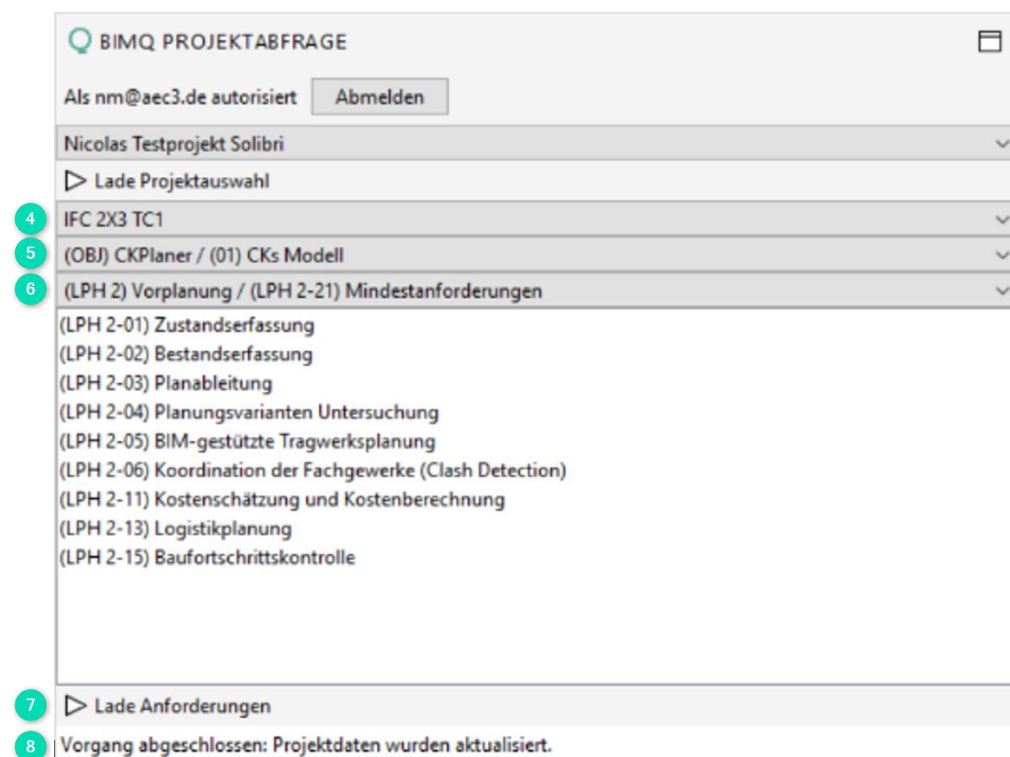 BIMQ PROJEKTABFRAGE
Als nm@aec3.de autorisiert Abmelden
Nicolas Testprojekt Solibri
Lade Projektauswahl
4 IFC 2X3 TC1
5 (OBJ) CKPlaner / (01) CKs Modell
6 (LPH 2) Vorplanung / (LPH 2-21) Mindestanforderungen
(LPH 2-01) Zustandserfassung
(LPH 2-02) Bestandserfassung
(LPH 2-03) Planableitung
(LPH 2-04) Planungsvarianten Untersuchung
(LPH 2-05) BIM-gestützte Tragwerksplanung
(LPH 2-06) Koordination der Fachgewerke (Clash Detection)
(LPH 2-11) Kostenschätzung und Kostenberechnung
(LPH 2-13) Logistikplanung
(LPH 2-15) Baufortschrittskontrolle
7 Lade Anforderungen
8 Vorgang abgeschlossen: Projektdaten wurden aktualisiert.